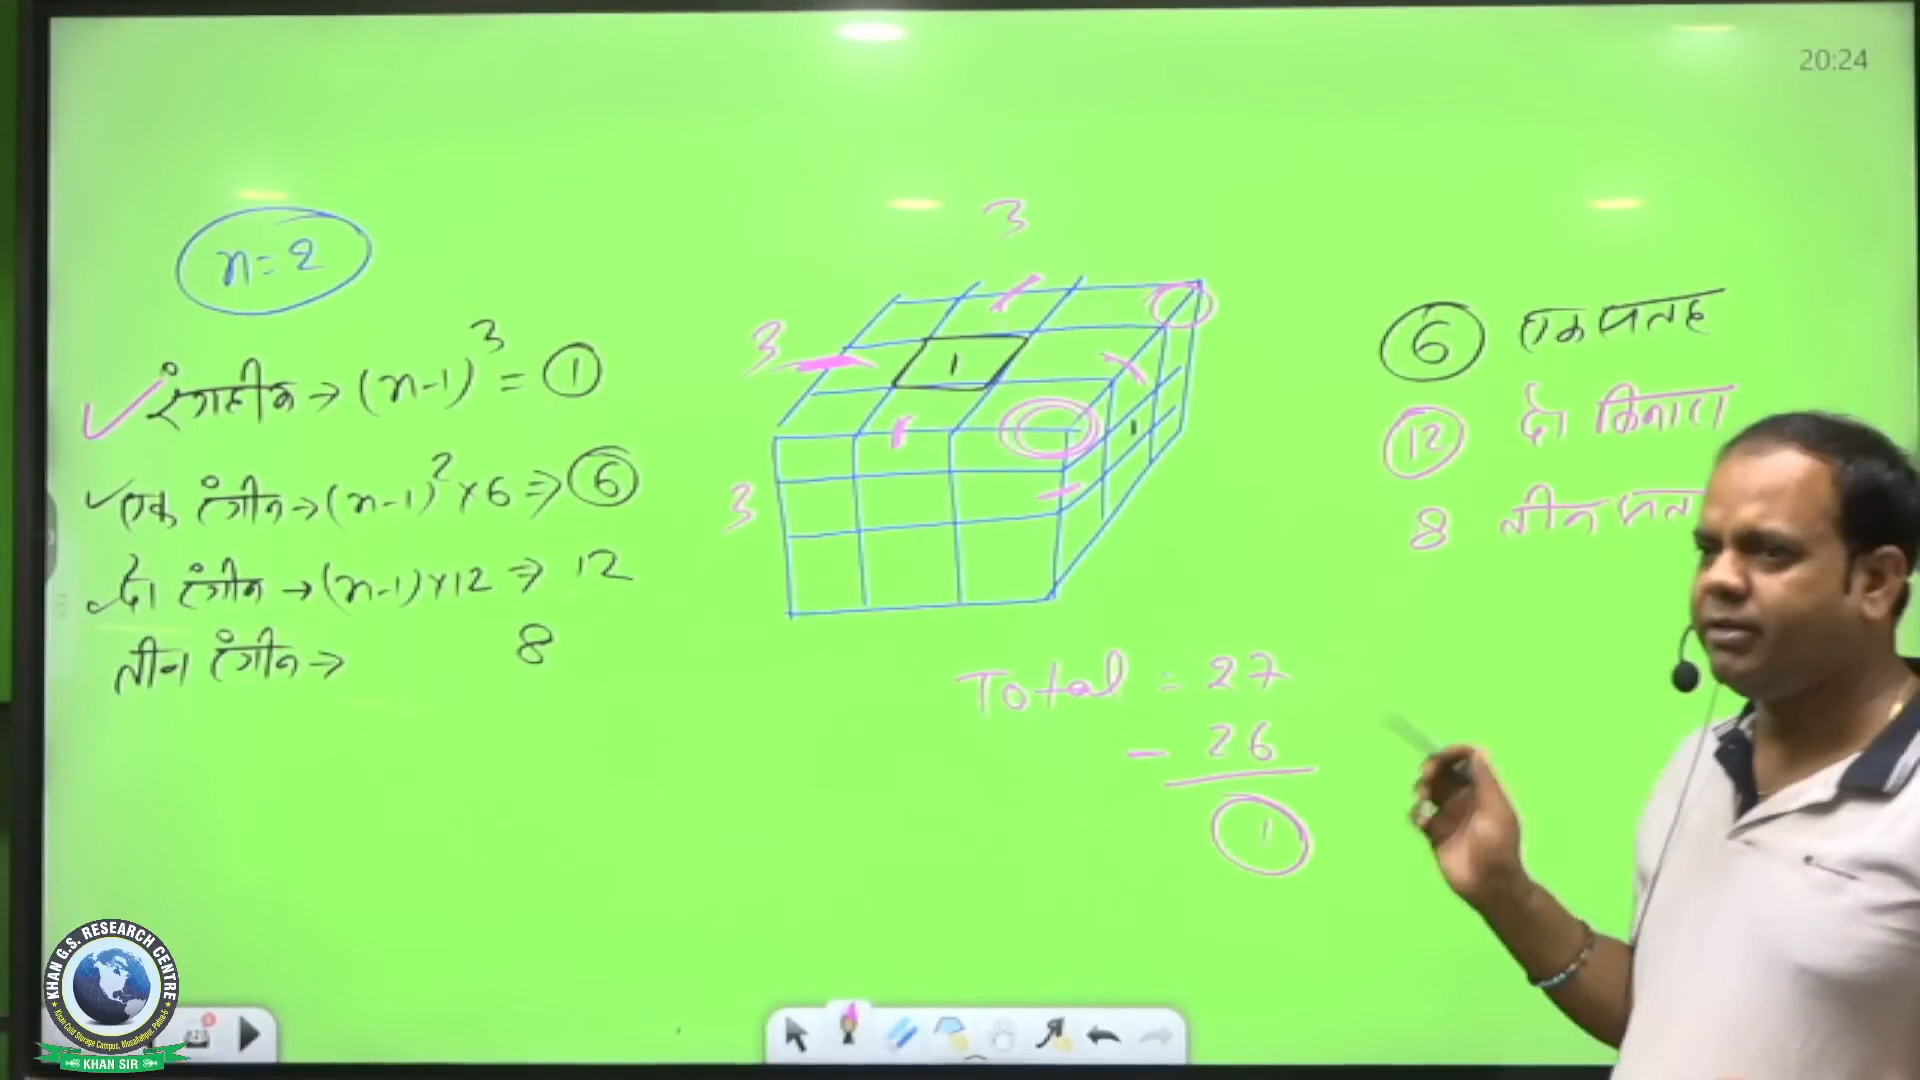 20:24
n=2
रंगहीन → (n-1)³ = 1
एक रंगीन → (n-1)² × 6 ⇒ 6
दो रंगीन → (n-1) × 12 ⇒ 12
तीन रंगीन → 8
3
3
3
1
1
6 एक सतह
12 दो किनारा
8 तीन
Total = 27
- 26
1
KHAN G.S. RESEARCH CENTRE
KHAN SIR